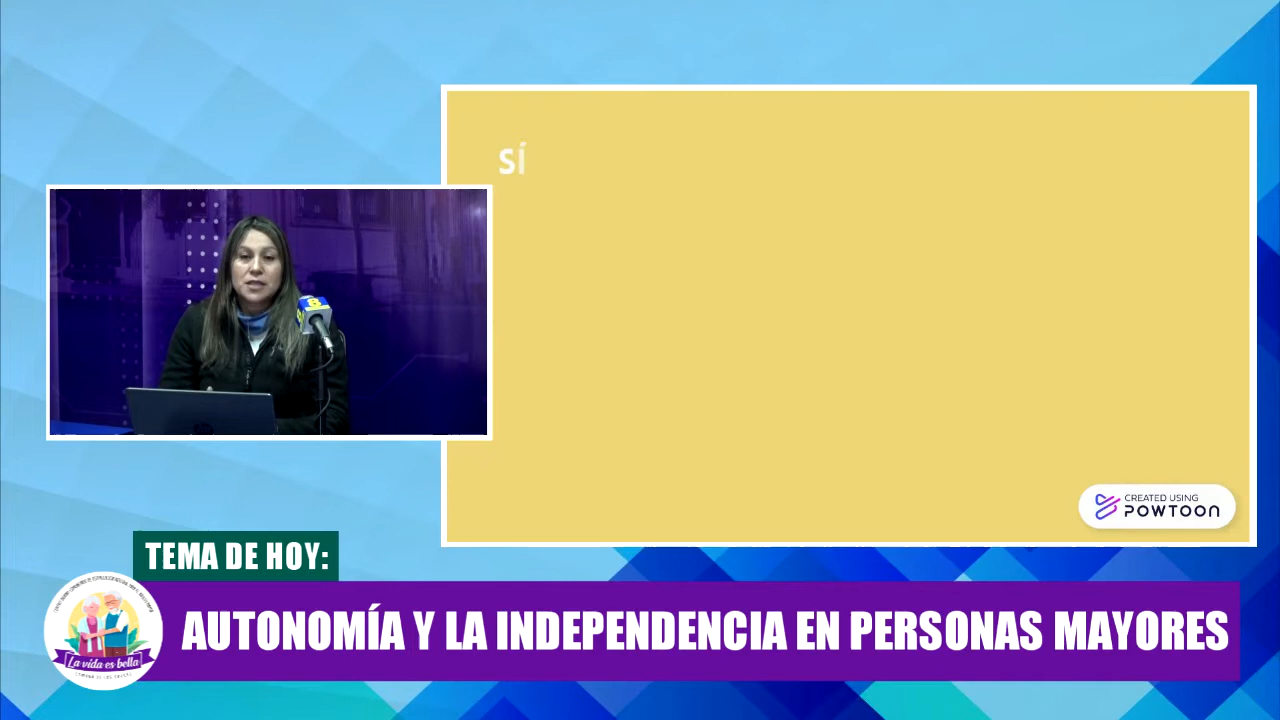 SÍ
CREATED USING
POWTOON
TEMA DE HOY:
AUTONOMÍA Y LA INDEPENDENCIA EN PERSONAS MAYORES
La vida es bella